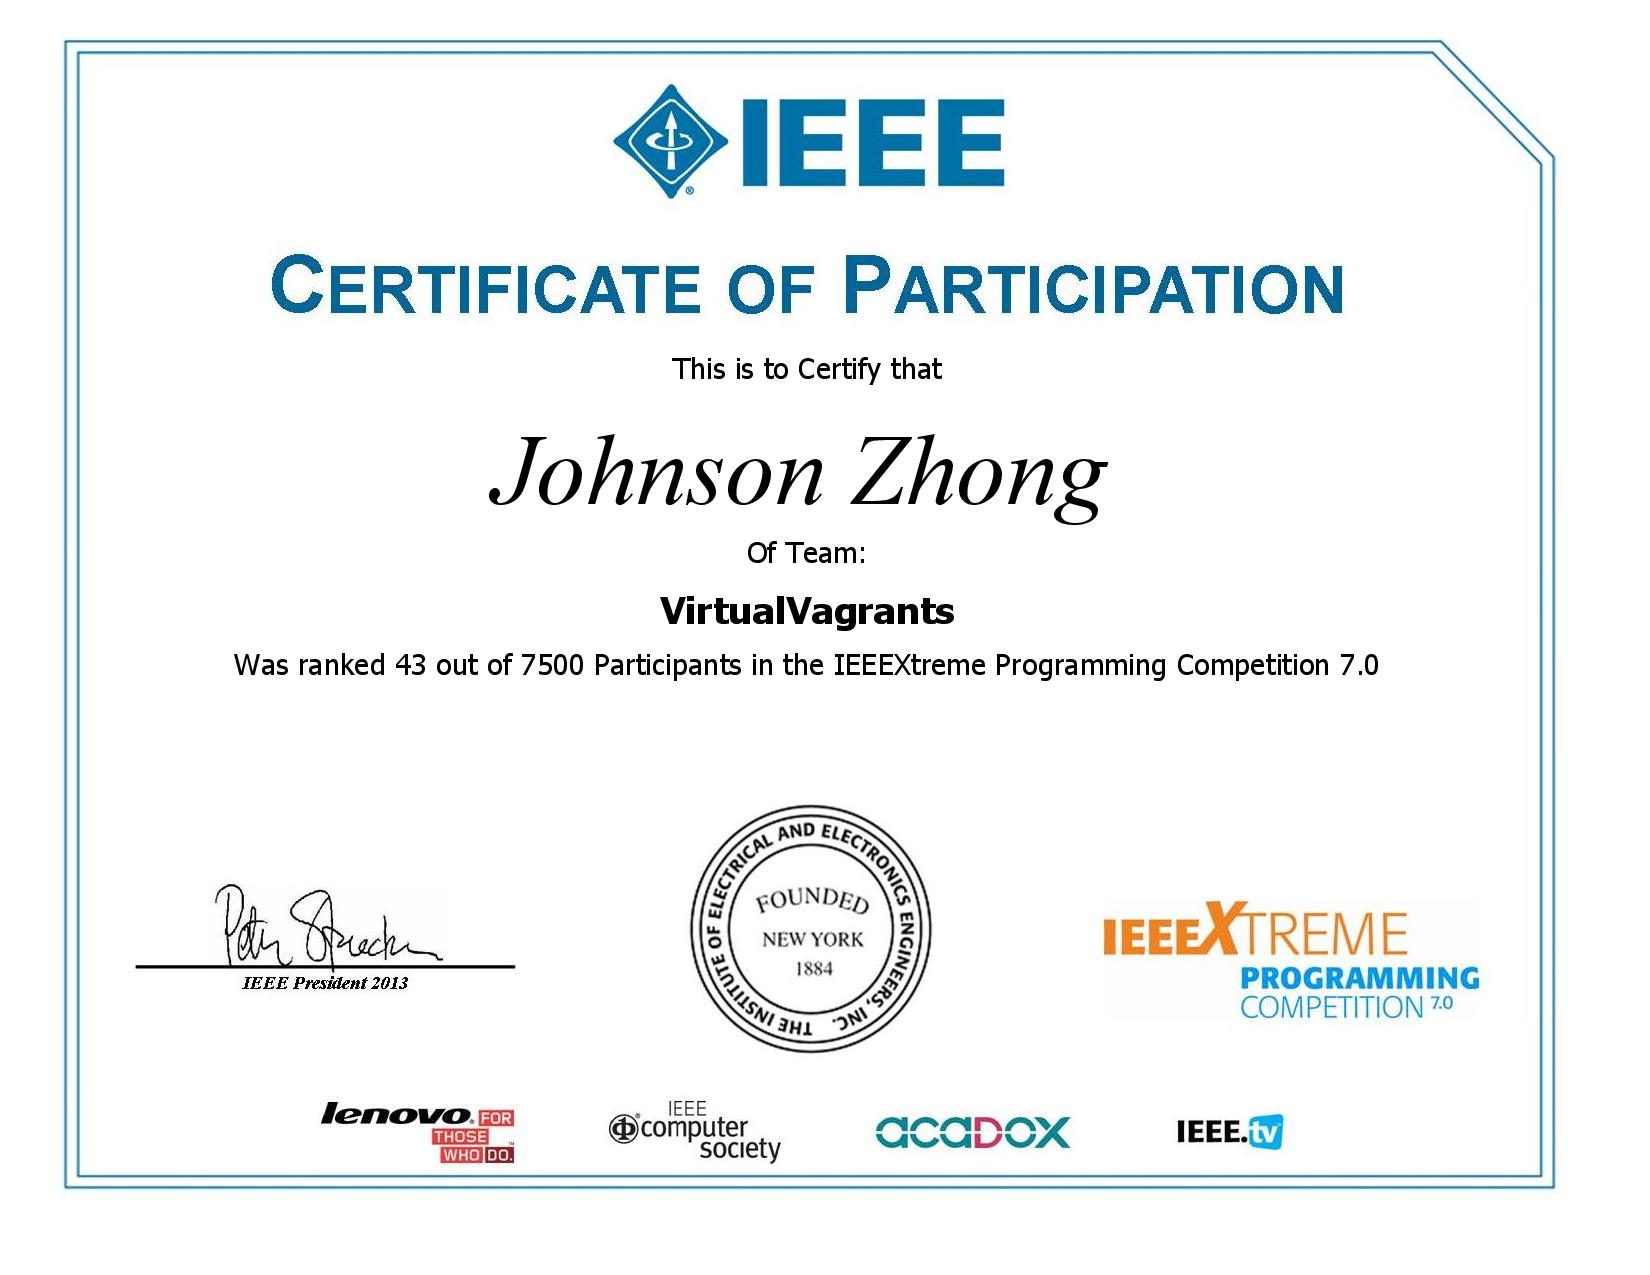 IEEE
CERTIFICATE OF PARTICIPATION
This is to Certify that
Johnson Zhong
Of Team:
VirtualVagrants
Was ranked 43 out of 7500 Participants in the IEEEXtreme Programming Competition 7.0
Peter Staecker
IEEE President 2013
THE INSTITUTE OF ELECTRICAL AND ELECTRONICS ENGINEERS, INC.
FOUNDED
NEW YORK
1884
IEEEXTREME
PROGRAMMING
COMPETITION 7.0
lenovo FOR
THOSE
WHO DO.
IEEE
computer
society
acadox
IEEE.tv